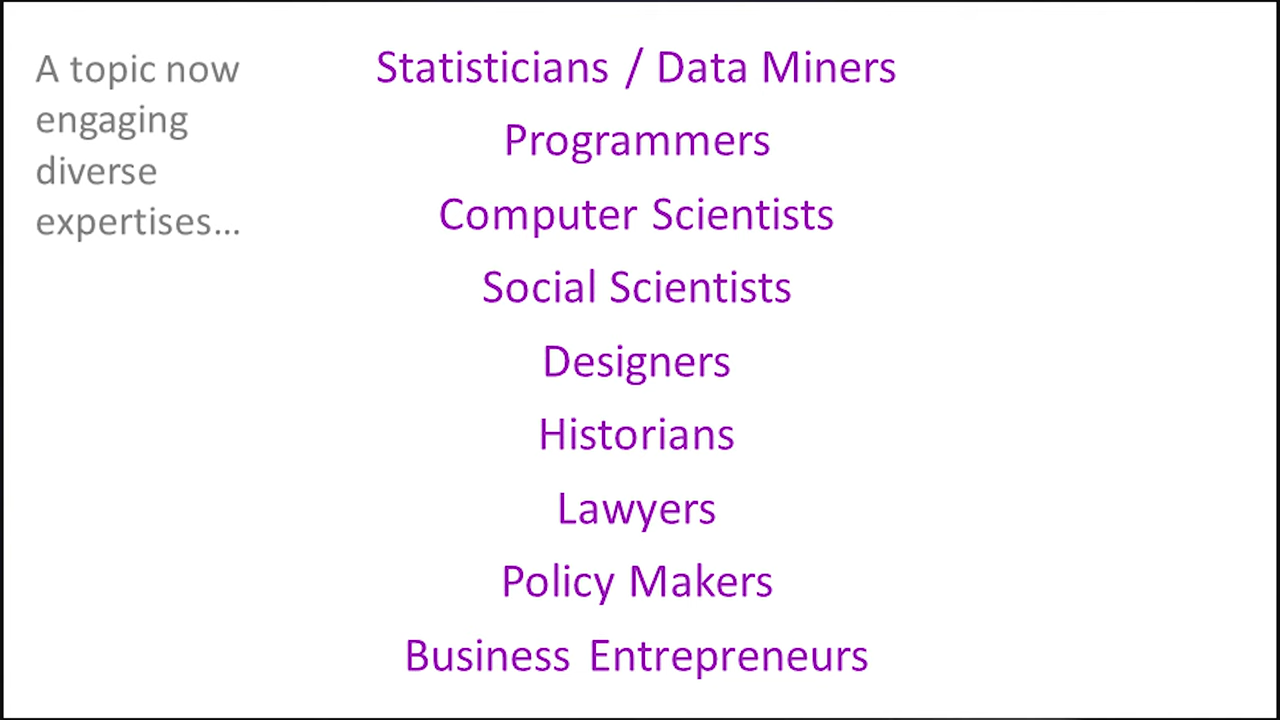 A topic now
engaging
diverse
expertises...
Statisticians / Data Miners
Programmers
Computer Scientists
Social Scientists
Designers
Historians
Lawyers
Policy Makers
Business Entrepreneurs